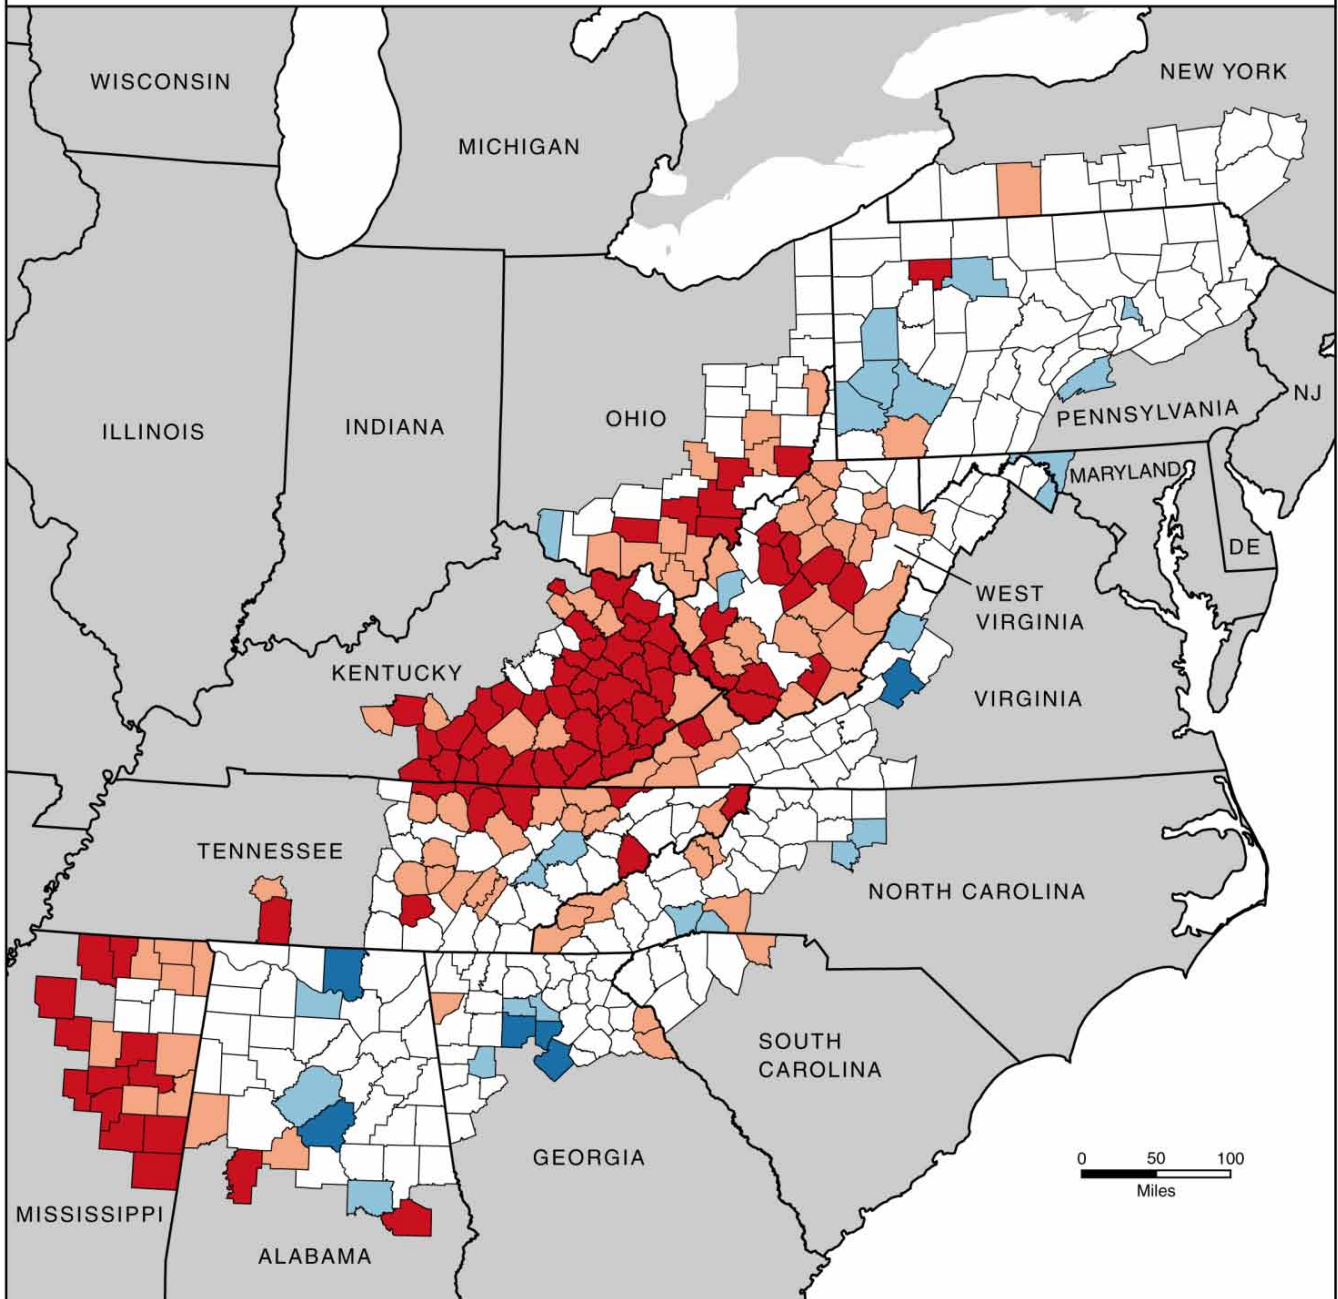 WISCONSIN
NEW YORK
MICHIGAN
NJ
ILLINOIS
INDIANA
OHIO
PENNSYLVANIA
MARYLAND
DE
WEST
VIRGINIA
KENTUCKY
VIRGINIA
TENNESSEE
NORTH CAROLINA
SOUTH
CAROLINA
GEORGIA
0 50 100
Miles
MISSISSIPPI
ALABAMA